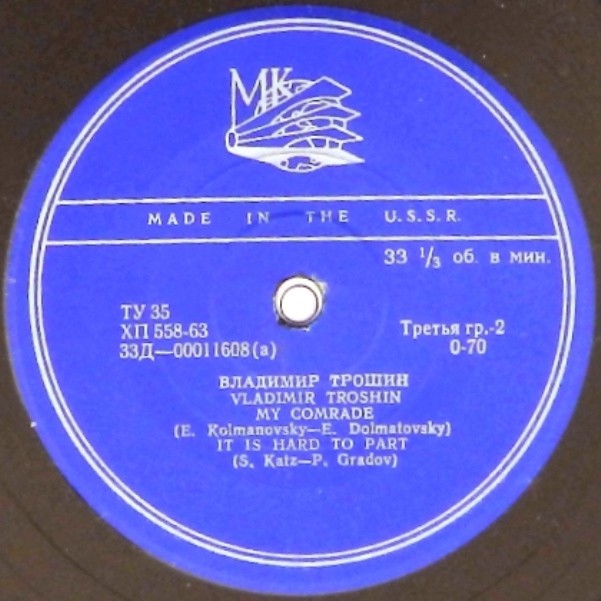 МК
MADE IN THE U.S.S.R.
33 1/3 об. в мин.
ТУ 35
ХП 558-63
33Д—00011608(а)
Третья гр.-2
0-70
ВЛАДИМИР ТРОШИН
VLADIMIR TROSHIN
MY COMRADE
(E. Kolmanovsky—E. Dolmatovsky)
IT IS HARD TO PART
(S. Katz—P. Gradov)